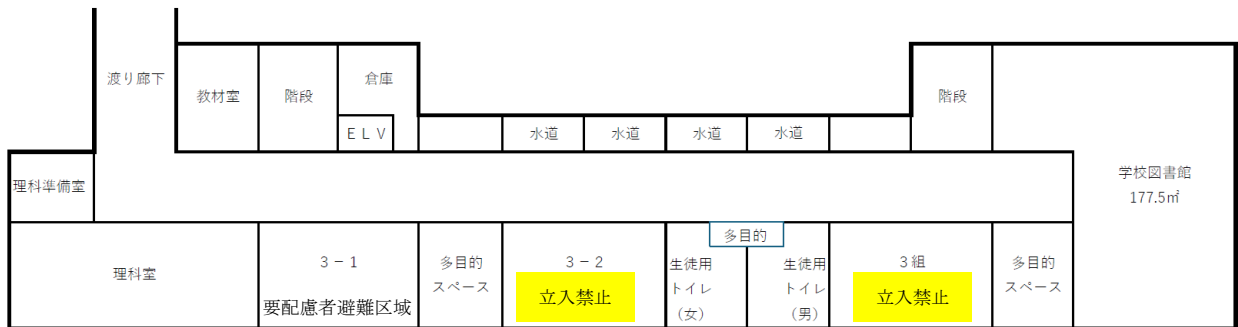 渡り廊下
教材室
階段
倉庫
ELV
水道
水道
水道
水道
階段
理科準備室
学校図書館
177.5㎡
理科室
3-1
要配慮者避難区域
多目的
スペース
3-2
立入禁止
多目的
生徒用
トイレ
(女)
生徒用
トイレ
(男)
3組
立入禁止
多目的
スペース